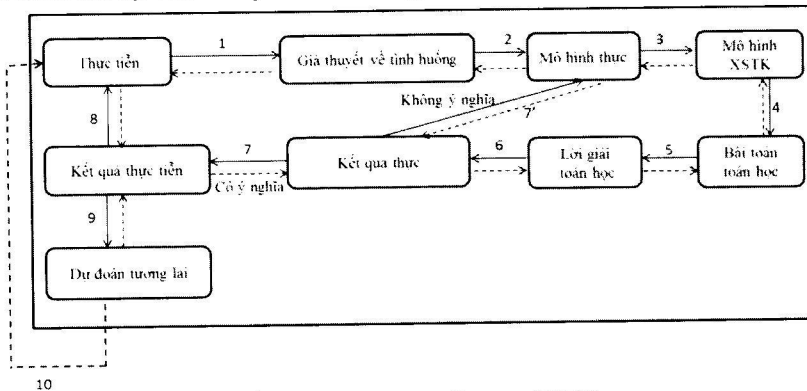 Thực tiễn
1
Giả thuyết về tình huống
2
Mô hình thực
3
Mô hình
XSTK
Không ý nghĩa
7'
8
4
Kết quả thực tiễn
7
Có ý nghĩa
Kết quả thực
6
Lời giải
toán học
5
Bài toán
toán học
9
Dự đoán tương lai
10